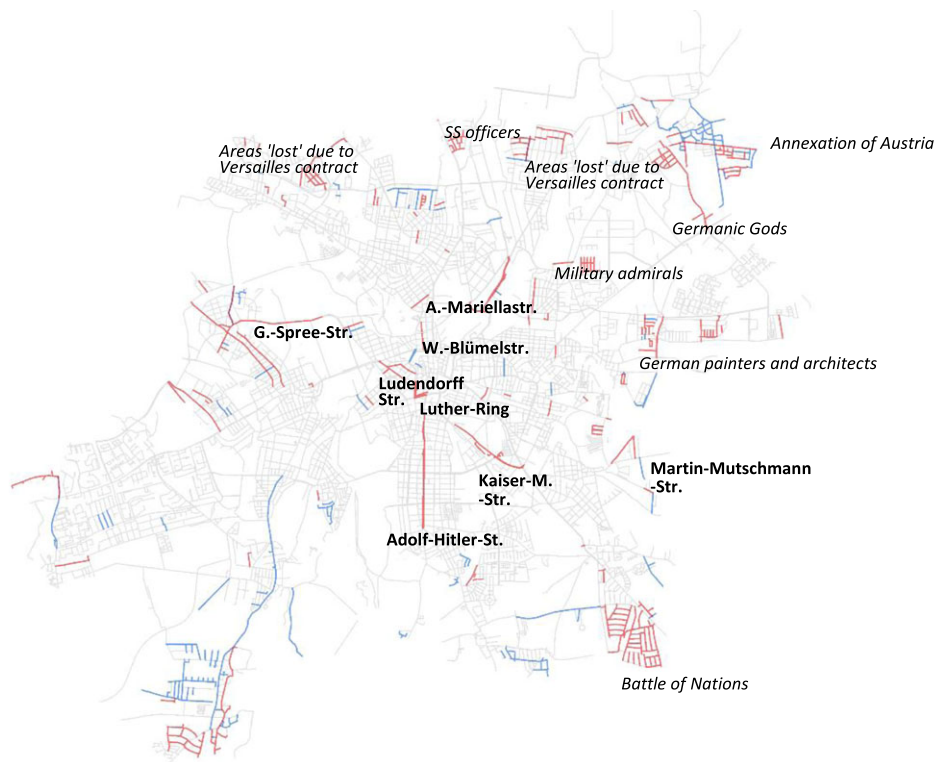 SS officers
Areas 'lost' due to
Versailles contract
Annexation of Austria
Areas 'lost' due to
Versailles contract
Germanic Gods
Military admirals
A.-Mariellastr.
G.-Spree-Str.
W.-Blümelstr.
German painters and architects
Ludendorff
Str.
Luther-Ring
Martin-Mutschmann
-Str.
Kaiser-M.
-Str.
Adolf-Hitler-St.
Battle of Nations